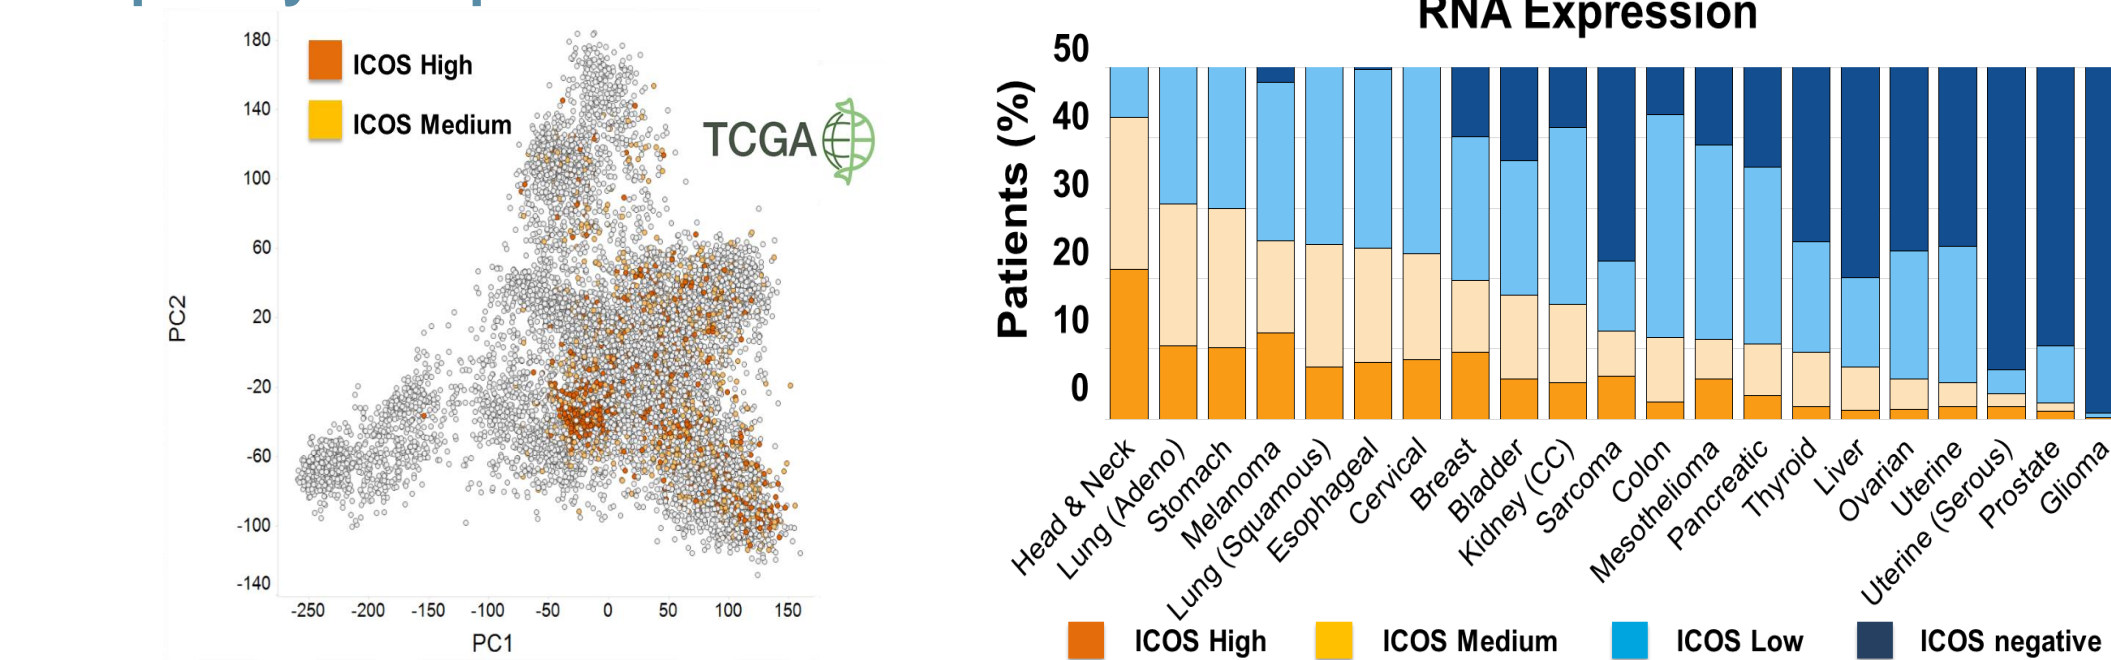 ICOS High
ICOS Medium
TCGA
180
140
100
60
20
-20
-60
-100
-140
PC2
-250 -200 -150 -100 -50 0 50 100 150
PC1
RNA Expression
Patients (%)
50
40
30
20
10
0
Head & Neck
Lung (Adeno)
Stomach
Melanoma
Lung (Squamous)
Esophageal
Cervical
Breast
Bladder
Kidney (CC)
Sarcoma
Colon
Mesothelioma
Pancreatic
Thyroid
Liver
Ovarian
Uterine
Uterine (Serous)
Prostate
Glioma
ICOS High ICOS Medium ICOS Low ICOS negative